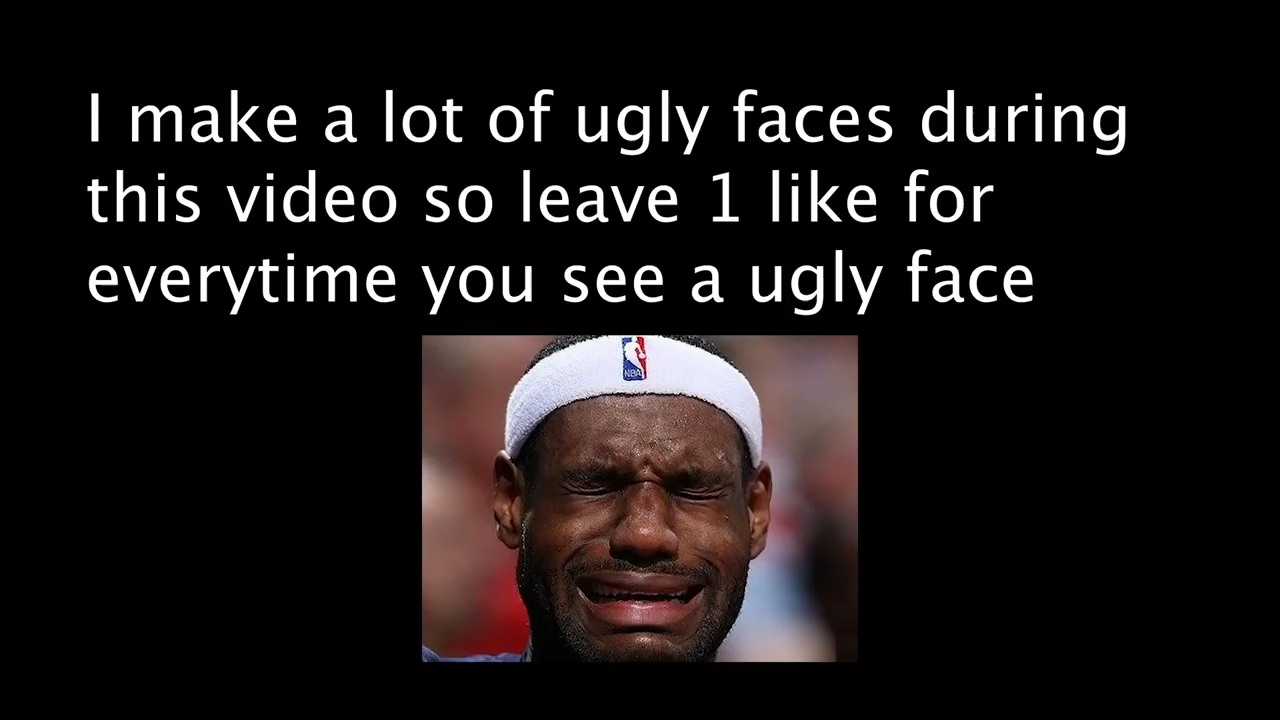 I make a lot of ugly faces during
this video so leave 1 like for
everytime you see a ugly face
NBA